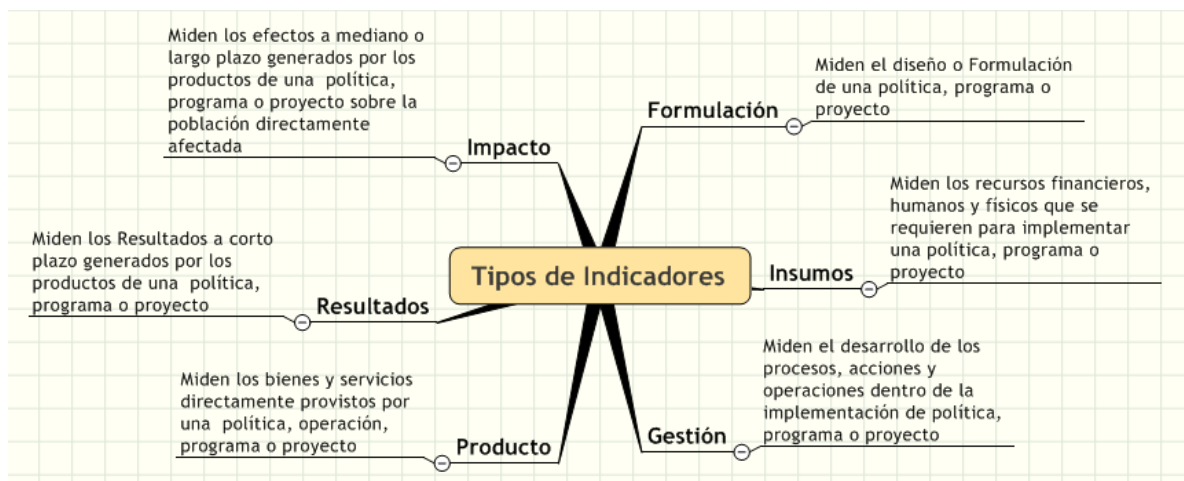 Tipos de Indicadores
Formulación
Miden el diseño o Formulación
de una política, programa o
proyecto
Insumos
Miden los recursos financieros,
humanos y físicos que se
requieren para implementar
una política, programa o
proyecto
Gestión
Miden el desarrollo de los
procesos, acciones y
operaciones dentro de la
implementación de política,
programa o proyecto
Producto
Miden los bienes y servicios
directamente provistos por
una política, operación,
programa o proyecto
Resultados
Miden los Resultados a corto
plazo generados por los
productos de una política,
programa o proyecto
Impacto
Miden los efectos a mediano o
largo plazo generados por los
productos de una política,
programa o proyecto sobre la
población directamente
afectada